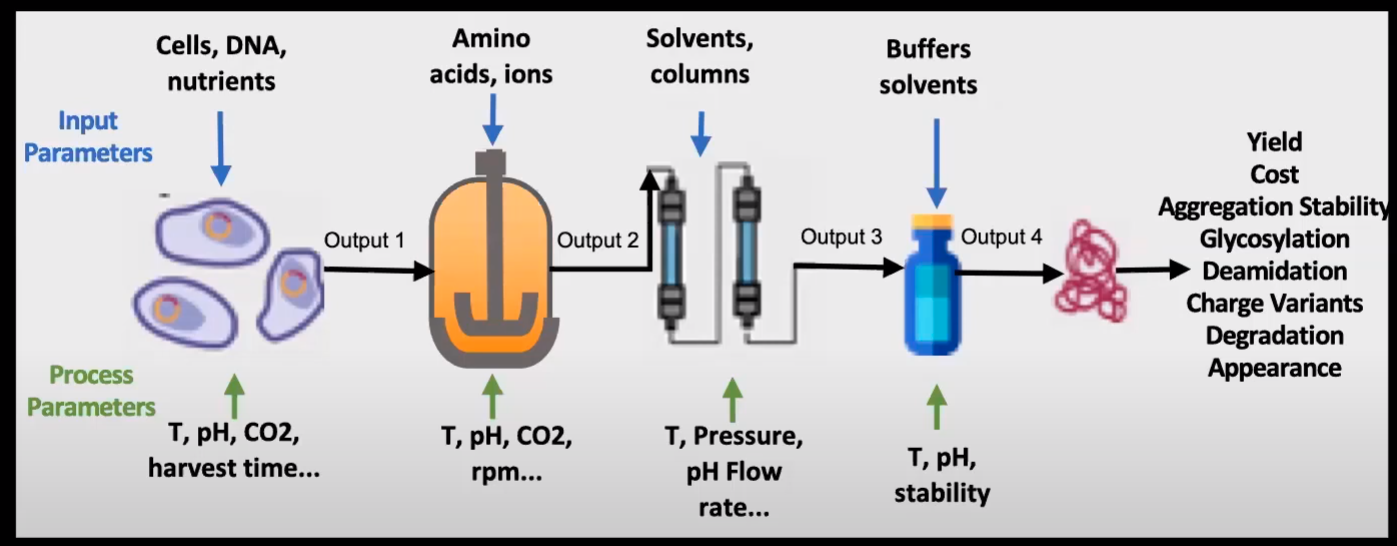 Cells, DNA,
nutrients
Amino
acids, ions
Solvents,
columns
Buffers
solvents
Input
Parameters
Output 1
Output 2
Output 3
Output 4
Yield
Cost
Aggregation Stability
Glycosylation
Deamidation
Charge Variants
Degradation
Appearance
Process
Parameters
T, pH, CO2,
harvest time...
T, pH, CO2,
rpm...
T, Pressure,
pH Flow
rate...
T, pH,
stability